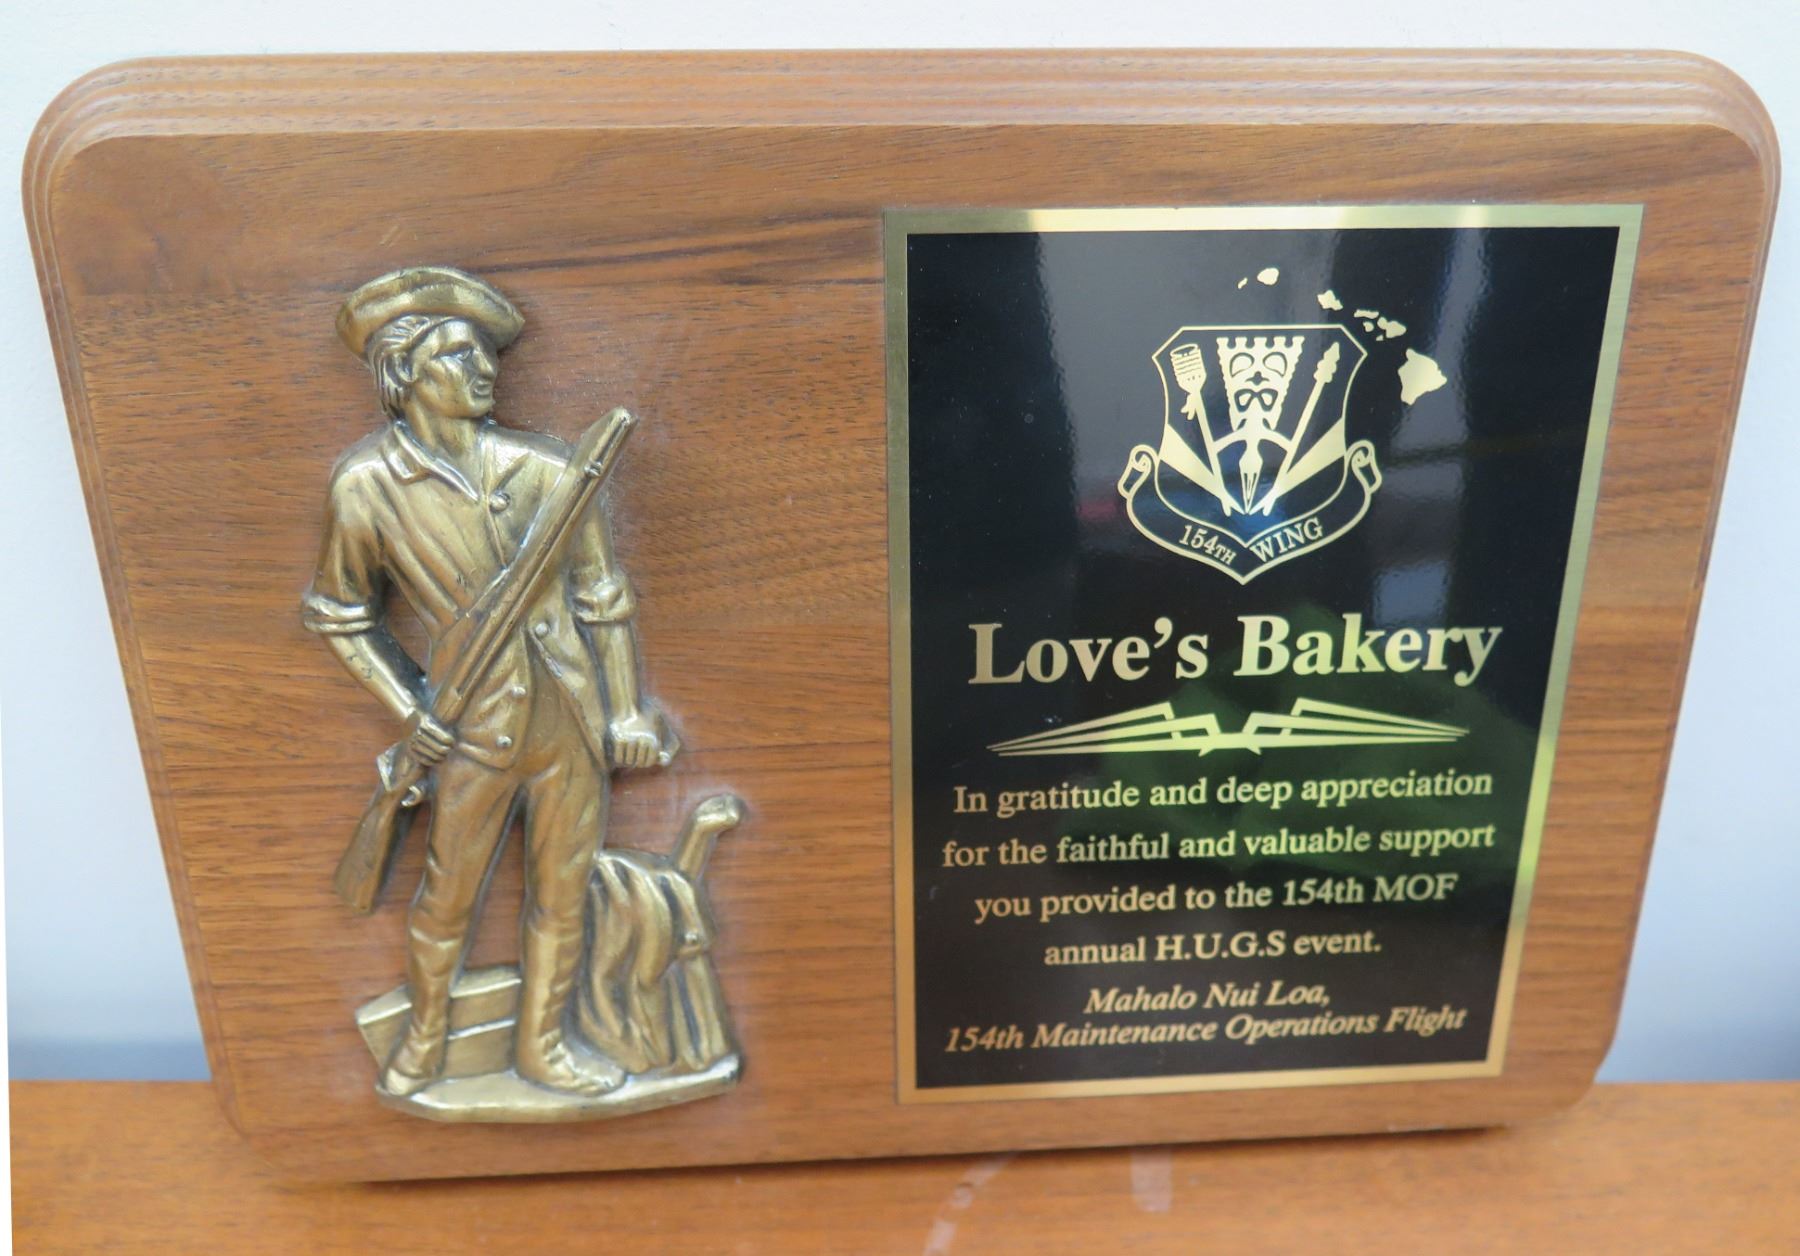 154TH WING
Love's Bakery
In gratitude and deep appreciation
for the faithful and valuable support
you provided to the 154th MOF
annual H.U.G.S event.
Mahalo Nui Loa,
154th Maintenance Operations Flight